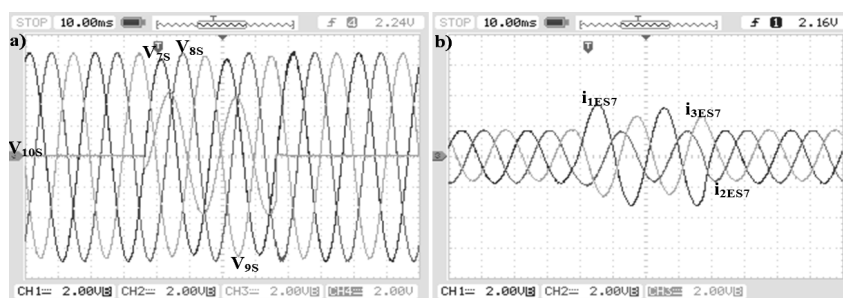 STOP 10.00ms T 4 2.24V
a)
V7S V8S
T
V10S
V9S
CH1 2.00V CH2 2.00V CH3 2.00V CH4 2.00V
STOP 10.00ms T 1 2.16V
b)
T
i1ES7 i3ES7
3
i2ES7
CH1 2.00V CH2 2.00V CH3 2.00V 2.00V